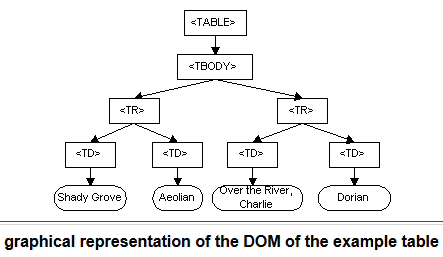 <TABLE>
<TBODY>
<TR> <TR>
<TD> <TD> <TD> <TD>
Shady Grove Aeolian Over the River, Charlie Dorian
graphical representation of the DOM of the example table